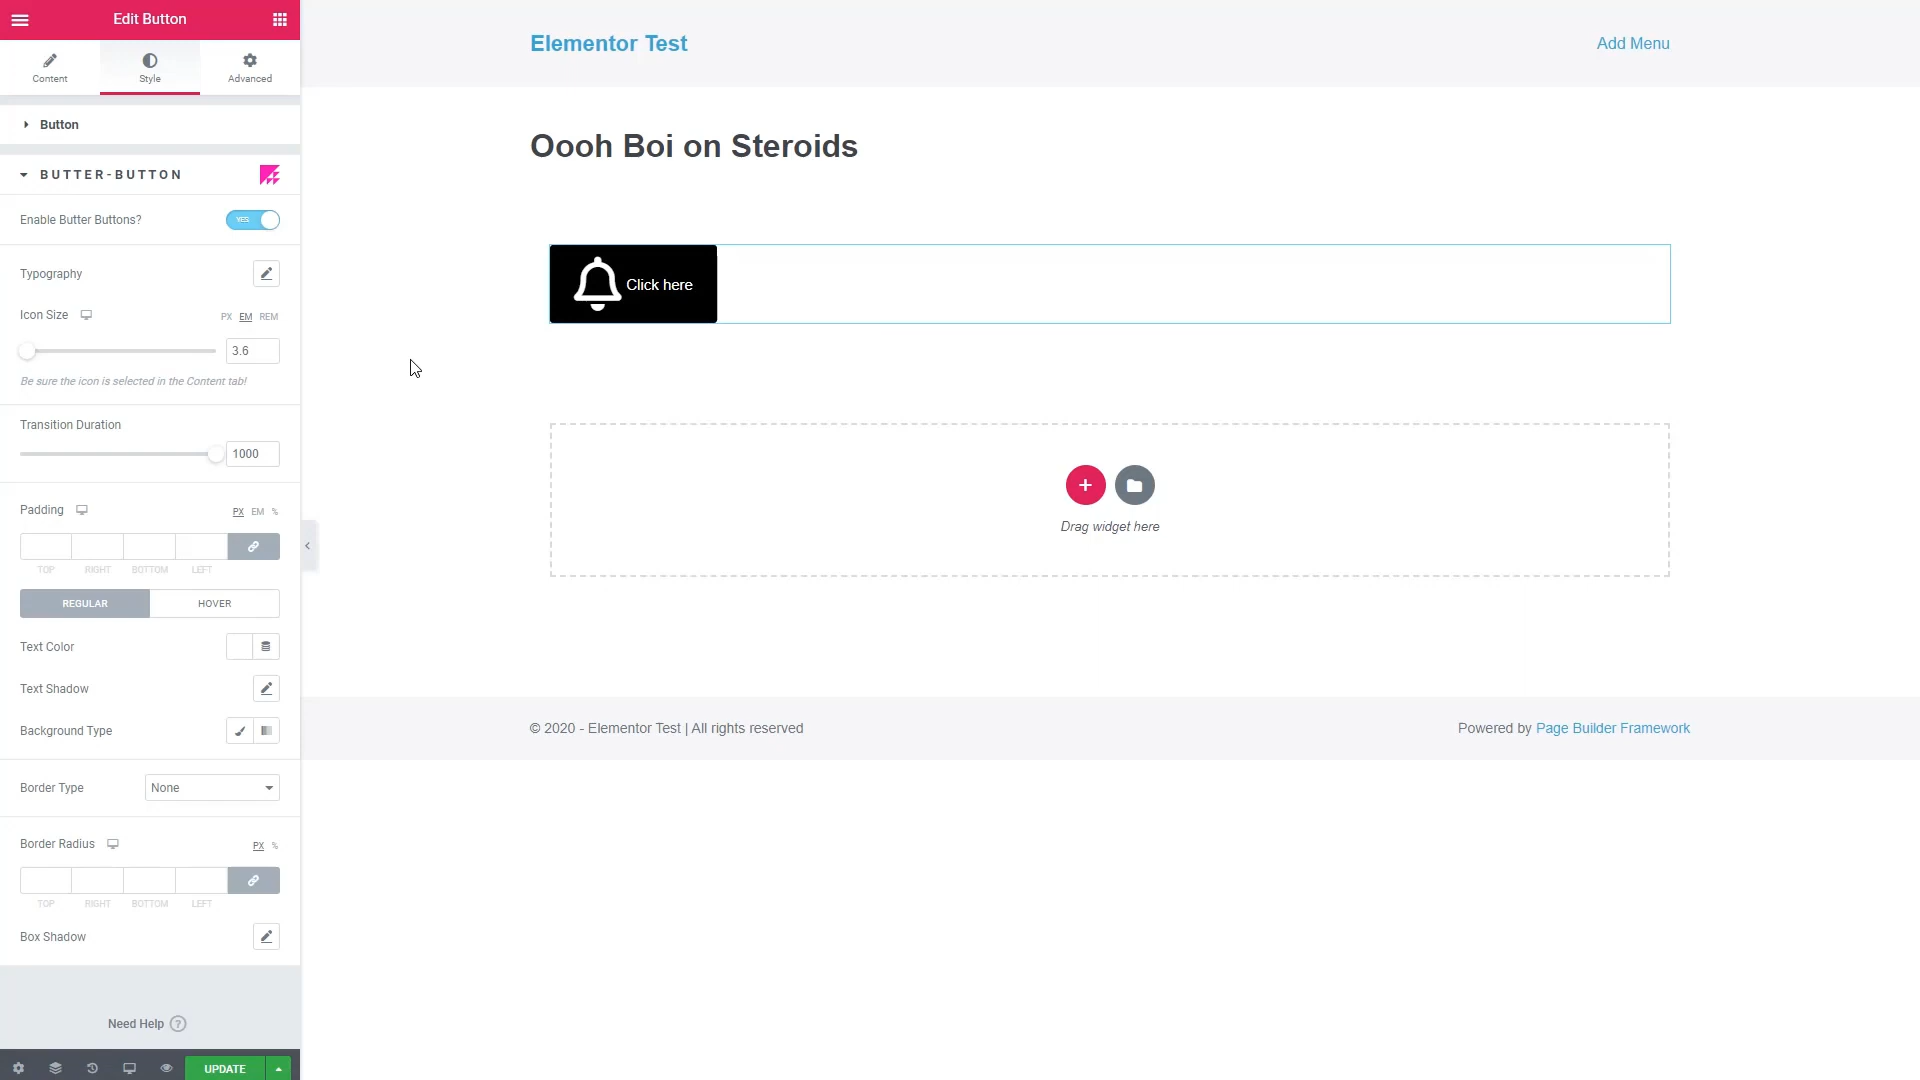 Edit Button
Content
Style
Advanced
Button
BUTTER-BUTTON
Enable Butter Buttons?
YES
Typography
Icon Size
PX EM REM
3.6
Be sure the icon is selected in the Content tab!
Transition Duration
1000
Padding
PX EM %
TOP RIGHT BOTTOM LEFT
REGULAR HOVER
Text Color
Text Shadow
Background Type
Border Type
None
Border Radius
PX %
TOP RIGHT BOTTOM LEFT
Box Shadow
Need Help ?
UPDATE
Elementor Test
Add Menu
Oooh Boi on Steroids
Click here
Drag widget here
© 2020 - Elementor Test | All rights reserved
Powered by Page Builder Framework